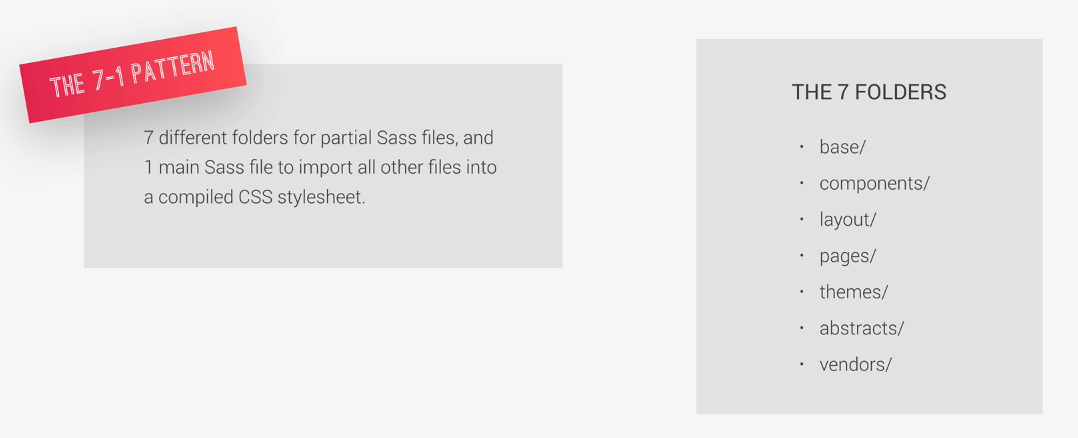 THE 7-1 PATTERN
7 different folders for partial Sass files, and
1 main Sass file to import all other files into
a compiled CSS stylesheet.
THE 7 FOLDERS
• base/
• components/
• layout/
• pages/
• themes/
• abstracts/
• vendors/